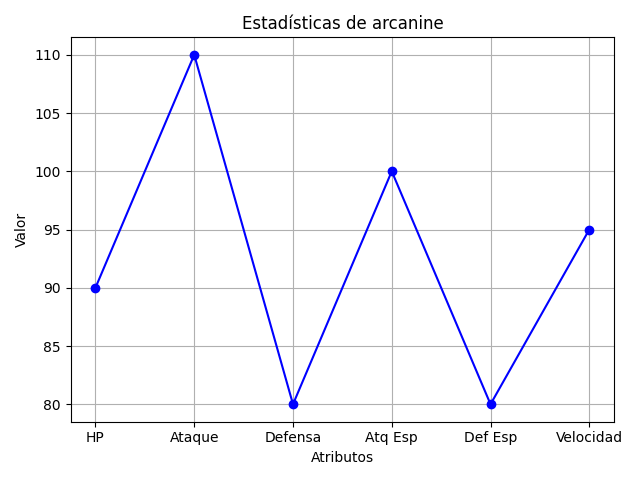 Estadísticas de arcanine
Valor
110
105
100
95
90
85
80
HP Ataque Defensa Atq Esp Def Esp Velocidad
Atributos